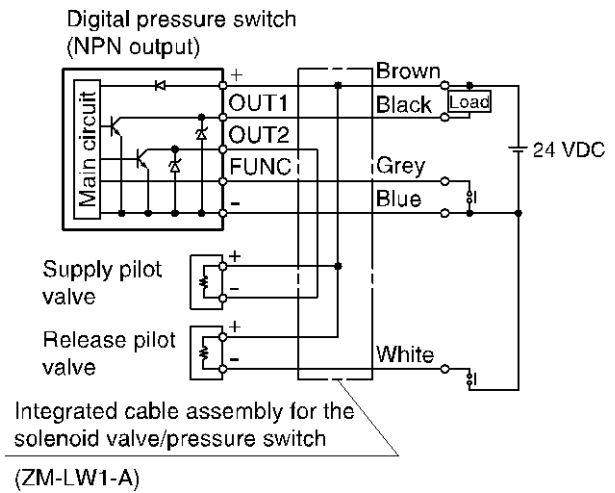 Digital pressure switch
(NPN output)
Main circuit
+
OUT1
OUT2
FUNC
-
Brown
Black
Load
Grey
Blue
24 VDC
Supply pilot
valve
+
-
Release pilot
valve
+
-
White
Integrated cable assembly for the
solenoid valve/pressure switch
(ZM-LW1-A)